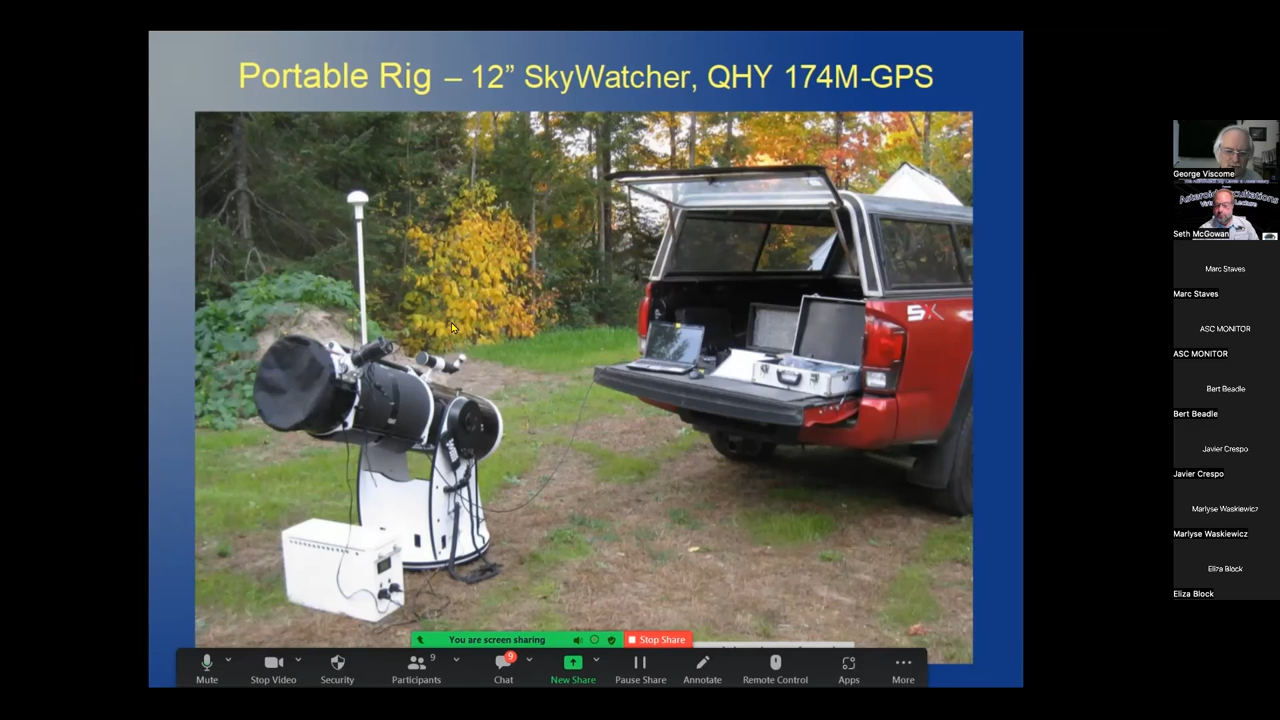 Portable Rig – 12” SkyWatcher, QHY 174M-GPS
SX
You are screen sharing
Stop Share
Mute
Stop Video
Security
9
Participants
9
Chat
New Share
Pause Share
Annotate
Remote Control
Apps
More
George Viscome
Seth McGowan
Marc Staves
Marc Staves
ASC MONITOR
ASC MONITOR
Bert Beadle
Bert Beadle
Javier Crespo
Javier Crespo
Marlyse Waskiewicz
Marlyse Waskiewicz
Eliza Block
Eliza Block